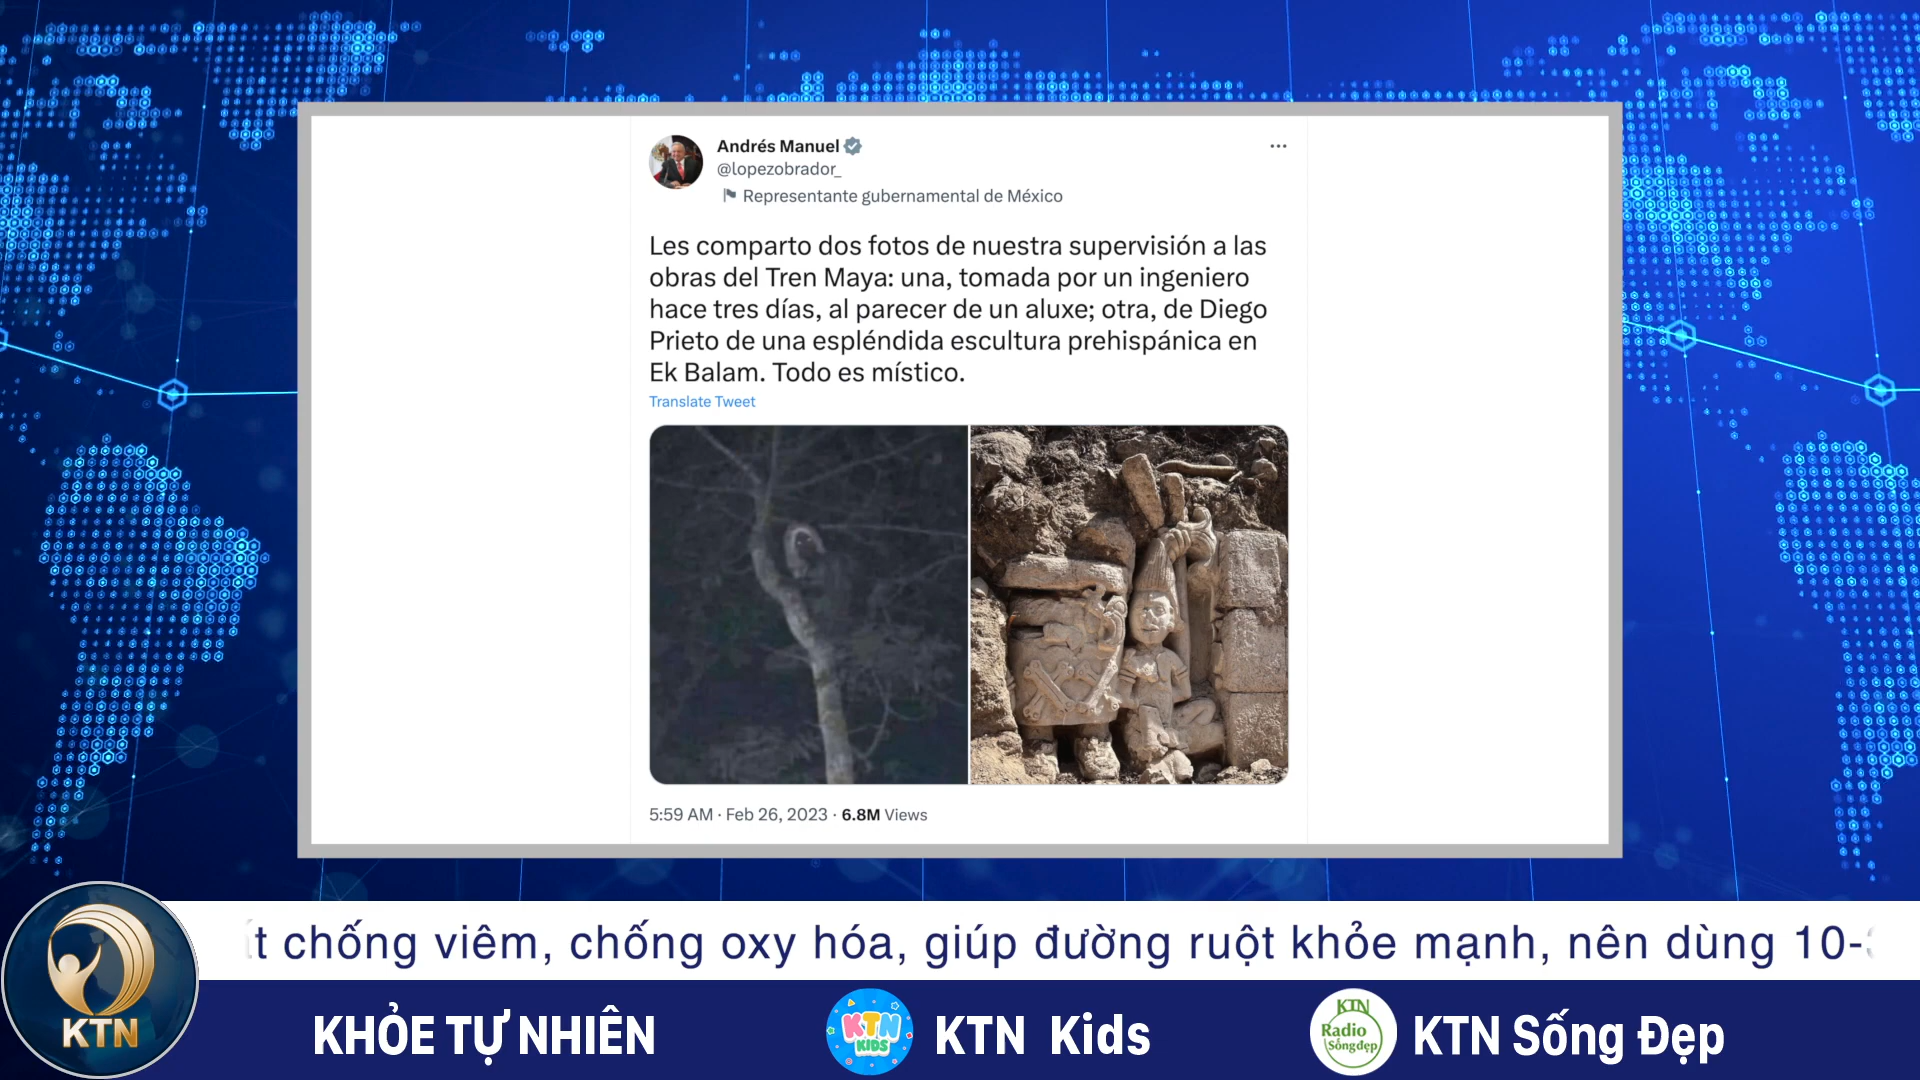 Andrés Manuel
@lopezobrador_
Representante gubernamental de México
Les comparto dos fotos de nuestra supervisión a las
obras del Tren Maya: una, tomada por un ingeniero
hace tres días, al parecer de un aluxe; otra, de Diego
Prieto de una espléndida escultura prehispánica en
Ek Balam. Todo es místico.
Translate Tweet
5:59 AM · Feb 26, 2023 · 6.8M Views
chống viêm, chống oxy hóa, giúp đường ruột khỏe mạnh, nên dùng 10-
KTN
KHỎE TỰ NHIÊN
KTN
KIDS
KTN Kids
KTN
Radio
Sốngđẹp
KTN Sống Đẹp